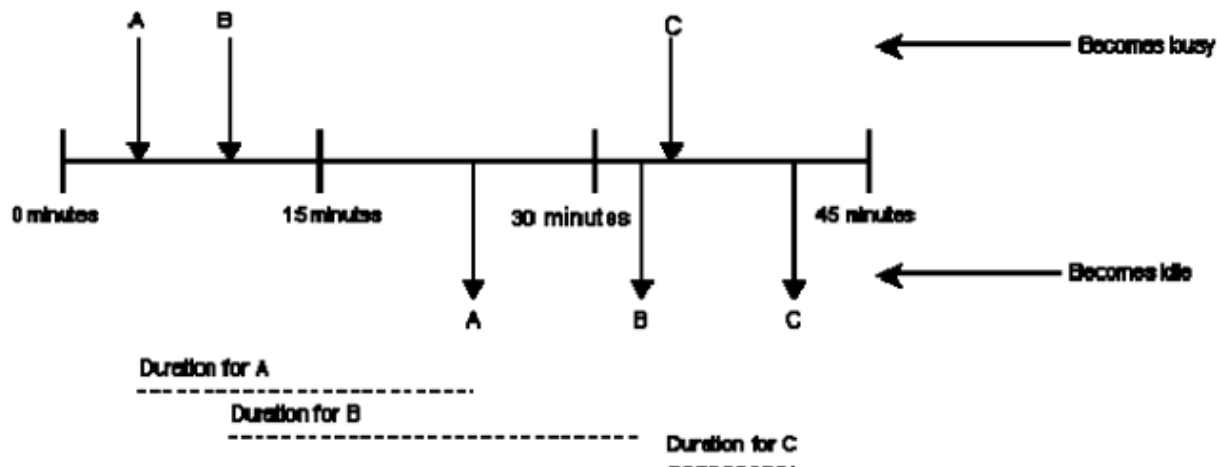 A B C
Becomes busy
0 minutes 15 minutes 30 minutes 45 minutes
Becomes idle
A B C
Duration for A
Duration for B
Duration for C